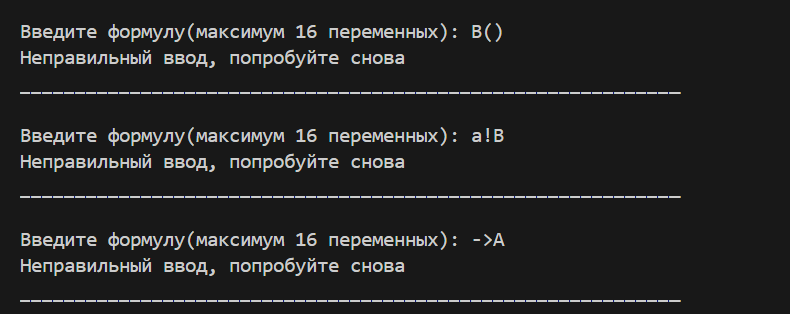 Введите формулу(максимум 16 переменных): B()
Неправильный ввод, попробуйте снова
____________________________________________________________
Введите формулу(максимум 16 переменных): a!B
Неправильный ввод, попробуйте снова
____________________________________________________________
Введите формулу(максимум 16 переменных): ->A
Неправильный ввод, попробуйте снова
____________________________________________________________